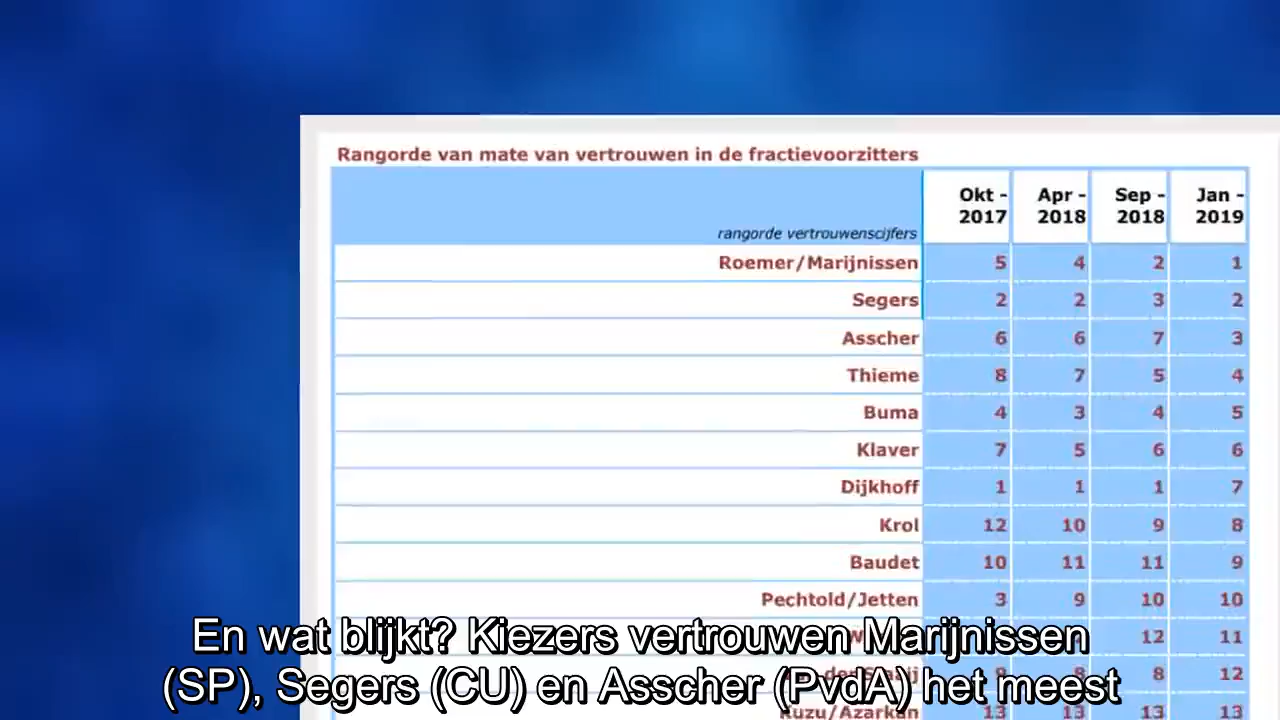 Rangorde van mate van vertrouwen in de fractievoorzitters
rangorde vertrouwenscijfers Okt - 2017 Apr - 2018 Sep - 2018 Jan - 2019
Roemer/Marijnissen 5 4 2 1
Segers 2 2 3 2
Asscher 6 6 7 3
Thieme 8 7 5 4
Buma 4 3 4 5
Klaver 7 5 6 6
Dijkhoff 1 1 1 7
Krol 12 10 9 8
Baudet 10 11 11 9
Pechtold/Jetten 3 9 10 10
12 11
8 12
Kuzu/Azarkan 13 13 13 13
En wat blijkt? Kiezers vertrouwen Marijnissen
(SP), Segers (CU) en Asscher (PvdA) het meest